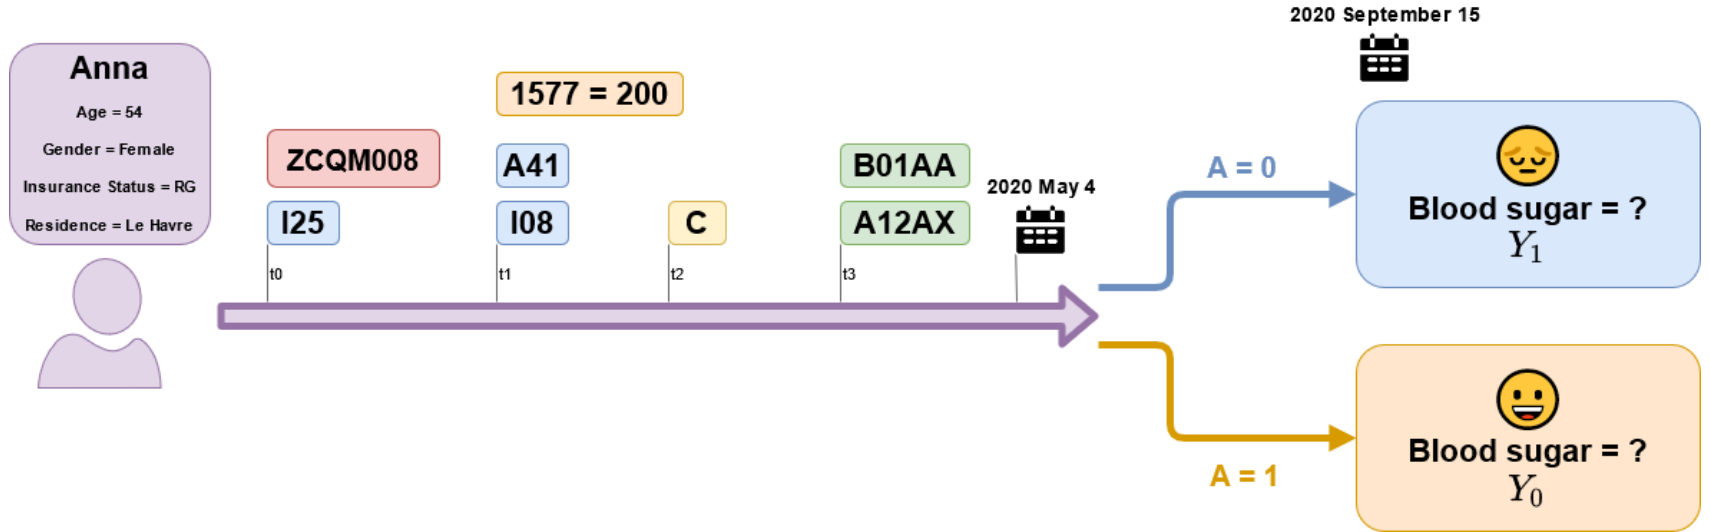 Anna
Age = 54
Gender = Female
Insurance Status = RG
Residence = Le Havre
ZCQM008
I25
t0
1577 = 200
A41
I08
t1
C
t2
B01AA
A12AX
t3
2020 May 4
A = 0
A = 1
2020 September 15
Blood sugar = ?
Y₁
Blood sugar = ?
Y₀